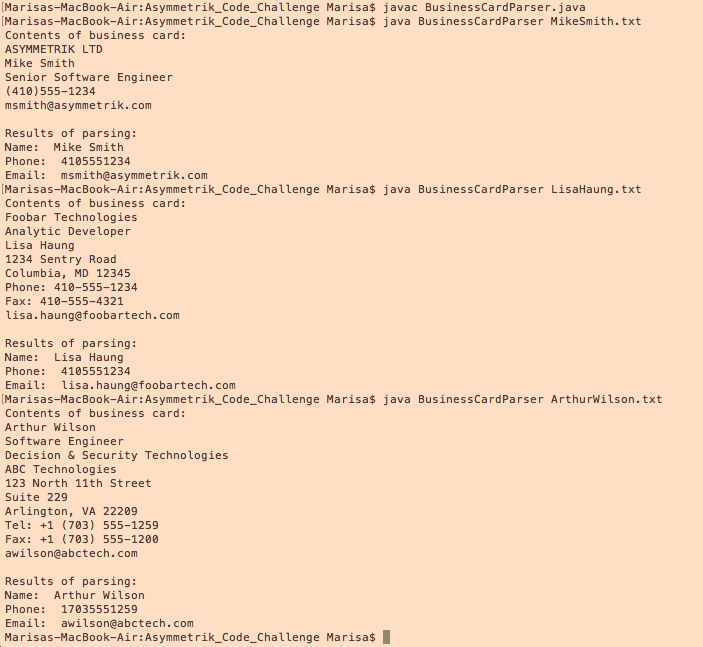 [Marisas-MacBook-Air:Asymmetrik_Code_Challenge Marisa$ javac BusinessCardParser.java
[Marisas-MacBook-Air:Asymmetrik_Code_Challenge Marisa$ java BusinessCardParser MikeSmith.txt
Contents of business card:
ASYMMETRIK LTD
Mike Smith
Senior Software Engineer
(410)555-1234
msmith@asymmetrik.com

Results of parsing:
Name:  Mike Smith
Phone:  4105551234
Email:  msmith@asymmetrik.com
[Marisas-MacBook-Air:Asymmetrik_Code_Challenge Marisa$ java BusinessCardParser LisaHaung.txt
Contents of business card:
Foobar Technologies
Analytic Developer
Lisa Haung
1234 Sentry Road
Columbia, MD 12345
Phone: 410-555-1234
Fax: 410-555-4321
lisa.haung@foobartech.com

Results of parsing:
Name:  Lisa Haung
Phone:  4105551234
Email:  lisa.haung@foobartech.com
[Marisas-MacBook-Air:Asymmetrik_Code_Challenge Marisa$ java BusinessCardParser ArthurWilson.txt
Contents of business card:
Arthur Wilson
Software Engineer
Decision & Security Technologies
ABC Technologies
123 North 11th Street
Suite 229
Arlington, VA 22209
Tel: +1 (703) 555-1259
Fax: +1 (703) 555-1200
awilson@abctech.com

Results of parsing:
Name:  Arthur Wilson
Phone:  17035551259
Email:  awilson@abctech.com
Marisas-MacBook-Air:Asymmetrik_Code_Challenge Marisa$